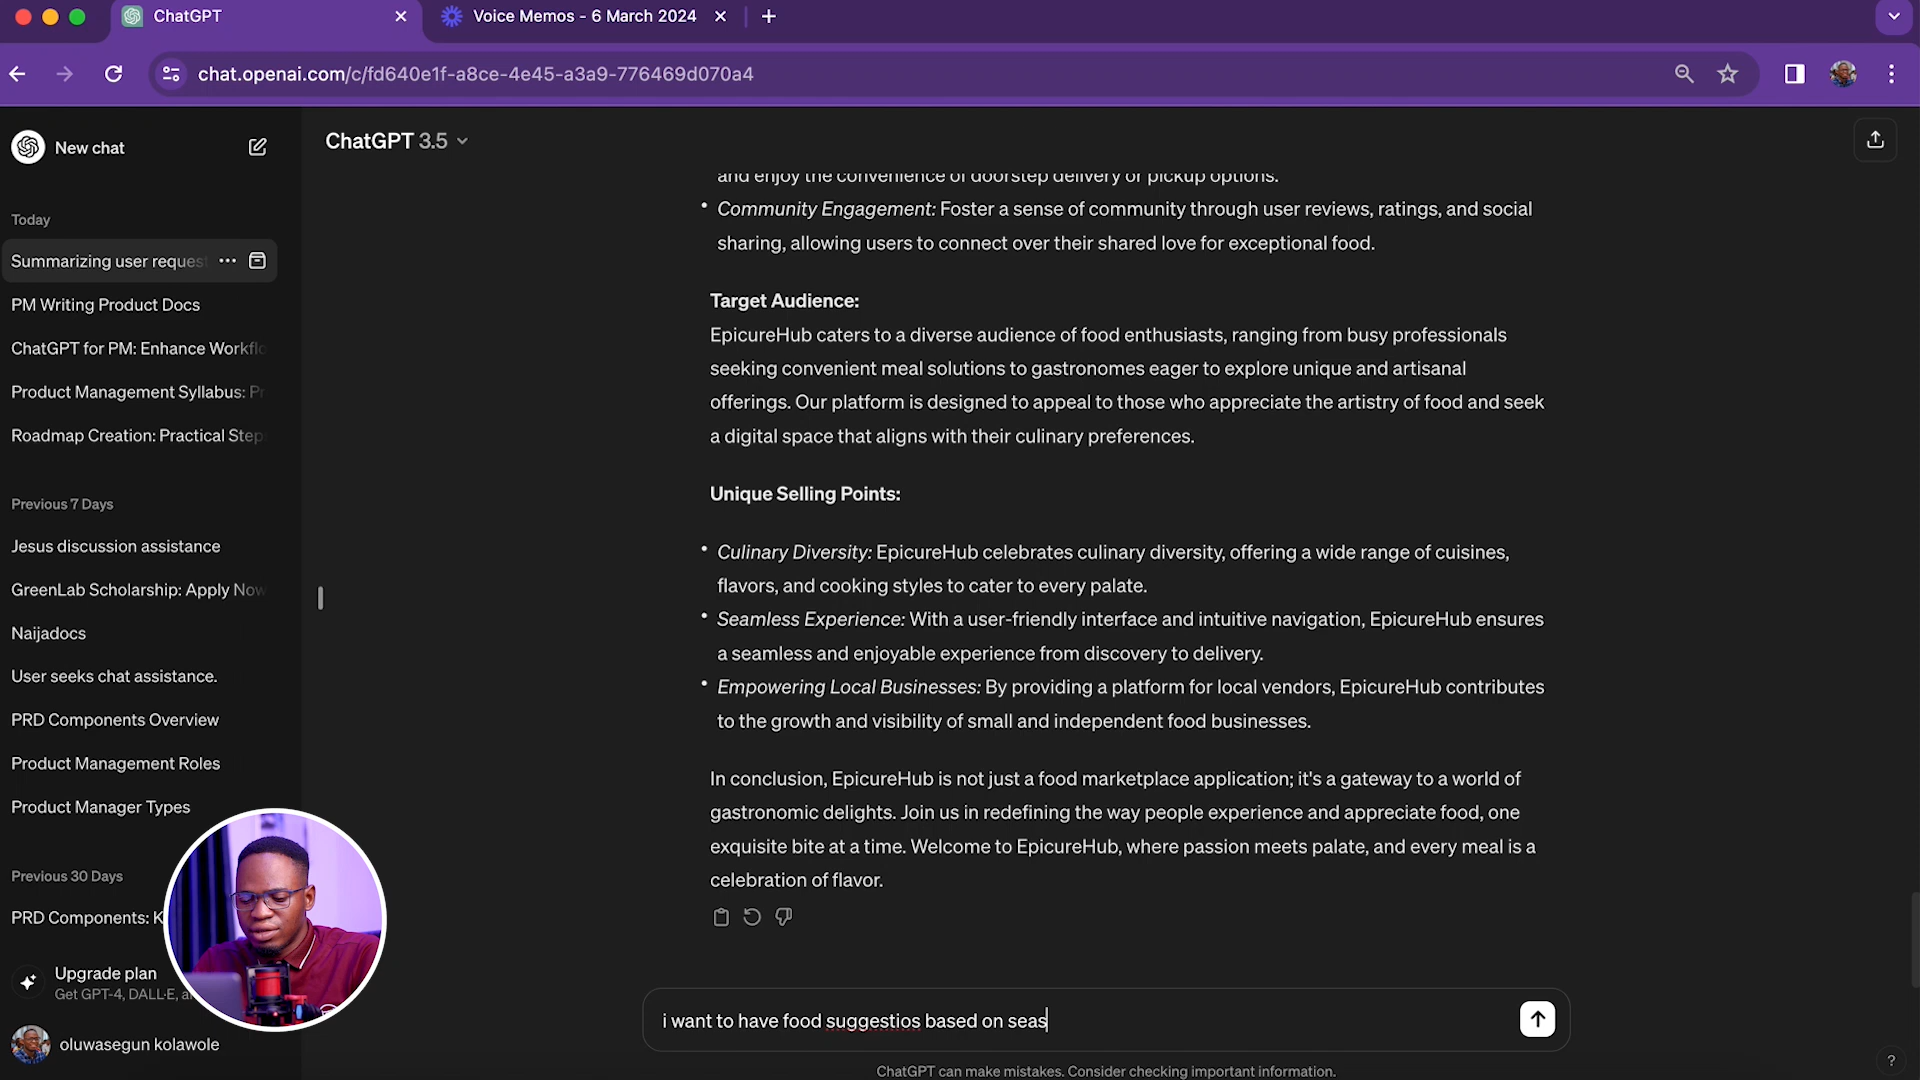 ChatGPT
Voice Memos - 6 March 2024
chat.openai.com/c/fd640e1f-a8ce-4e45-a3a9-776469d070a4
New chat
ChatGPT 3.5
Today
Summarizing user request
PM Writing Product Docs
ChatGPT for PM: Enhance Workflo
Product Management Syllabus: Pr
Roadmap Creation: Practical Step
Previous 7 Days
Jesus discussion assistance
GreenLab Scholarship: Apply Now
Naijadocs
User seeks chat assistance.
PRD Components Overview
Product Management Roles
Product Manager Types
Previous 30 Days
PRD Components: K
Upgrade plan
Get GPT-4, DALL·E, a
oluwasegun kolawole
and enjoy the convenience of doorstep delivery or pickup options.
• Community Engagement: Foster a sense of community through user reviews, ratings, and social
sharing, allowing users to connect over their shared love for exceptional food.
Target Audience:
EpicureHub caters to a diverse audience of food enthusiasts, ranging from busy professionals
seeking convenient meal solutions to gastronomes eager to explore unique and artisanal
offerings. Our platform is designed to appeal to those who appreciate the artistry of food and seek
a digital space that aligns with their culinary preferences.
Unique Selling Points:
• Culinary Diversity: EpicureHub celebrates culinary diversity, offering a wide range of cuisines,
flavors, and cooking styles to cater to every palate.
• Seamless Experience: With a user-friendly interface and intuitive navigation, EpicureHub ensures
a seamless and enjoyable experience from discovery to delivery.
• Empowering Local Businesses: By providing a platform for local vendors, EpicureHub contributes
to the growth and visibility of small and independent food businesses.
In conclusion, EpicureHub is not just a food marketplace application; it's a gateway to a world of
gastronomic delights. Join us in redefining the way people experience and appreciate food, one
exquisite bite at a time. Welcome to EpicureHub, where passion meets palate, and every meal is a
celebration of flavor.
i want to have food suggestios based on seas
ChatGPT can make mistakes. Consider checking important information.
?